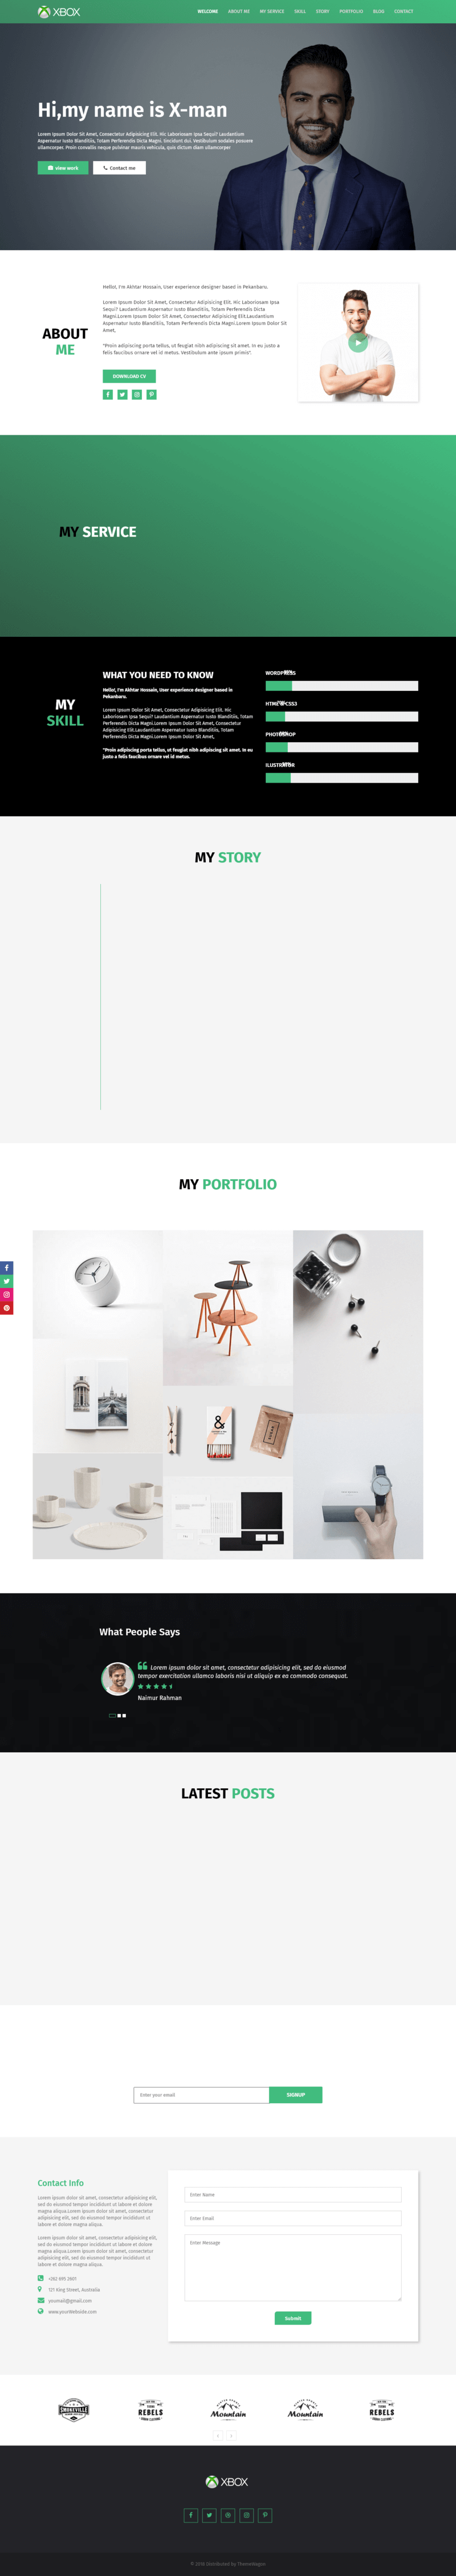 XBOX
WELCOME ABOUT ME MY SERVICE SKILL STORY PORTFOLIO BLOG CONTACT
Hi,my name is X-man
Lorem Ipsum Dolor Sit Amet, Consectetur Adipisicing Elit. Hic Laboriosam Ipsa Sequi? Laudantium
Aspernatur Iusto Blanditiis, Totam Perferendis Dicta Magni. tincidunt dui. Vestibulum sodales posuere
ullamcorper. Proin convallis neque pulvinar mauris vehicula, quis dictum diam ullamcorper
view work
Contact me
ABOUT
ME
Hello!, I'm Akhtar Hossain, User experience designer based in Pekanbaru.
Lorem Ipsum Dolor Sit Amet, Consectetur Adipisicing Elit. Hic Laboriosam Ipsa
Sequi? Laudantium Aspernatur Iusto Blanditiis, Totam Perferendis Dicta
Magni.Lorem Ipsum Dolor Sit Amet, Consectetur Adipisicing Elit.Laudantium
Aspernatur Iusto Blanditiis, Totam Perferendis Dicta Magni.Lorem Ipsum Dolor Sit
Amet,
"Proin adipiscing porta tellus, ut feugiat nibh adipiscing sit amet. In eu justo a
felis faucibus ornare vel id metus. Vestibulum ante ipsum primis".
DOWNLOAD CV
MY SERVICE
MY
SKILL
WHAT YOU NEED TO KNOW
Hello!, I'm Akhtar Hossain, User experience designer based in
Pekanbaru.
Lorem Ipsum Dolor Sit Amet, Consectetur Adipisicing Elit. Hic
Laboriosam Ipsa Sequi? Laudantium Aspernatur Iusto Blanditiis, Totam
Perferendis Dicta Magni.Lorem Ipsum Dolor Sit Amet, Consectetur
Adipisicing Elit.Laudantium Aspernatur Iusto Blanditiis, Totam
Perferendis Dicta Magni.Lorem Ipsum Dolor Sit Amet,
"Proin adipiscing porta tellus, ut feugiat nibh adipiscing sit amet. In eu
justo a felis faucibus ornare vel id metus.
WORDPRESS
HTML & CSS3
PHOTOSHOP
ILUSTRATOR
MY STORY
MY PORTFOLIO
&
What People Says
Lorem ipsum dolor sit amet, consectetur adipisicing elit, sed do eiusmod
tempor exercitation ullamco laboris nisi ut aliquip ex ea commodo consequat.
Naimur Rahman
LATEST POSTS
Enter your email
SIGNUP
Contact Info
Lorem ipsum dolor sit amet, consectetur adipisicing elit,
sed do eiusmod tempor incididunt ut labore et dolore
magna aliqua.Lorem ipsum dolor sit amet, consectetur
adipisicing elit, sed do eiusmod tempor incididunt ut
labore et dolore magna aliqua.
Lorem ipsum dolor sit amet, consectetur adipisicing elit,
sed do eiusmod tempor incididunt ut labore et dolore
magna aliqua.Lorem ipsum dolor sit amet, consectetur
adipisicing elit, sed do eiusmod tempor incididunt ut
labore et dolore magna aliqua.
+262 695 2601
121 King Street, Australia
yourmail@gmail.com
www.yourWebside.com
Enter Name
Enter Email
Enter Message
Submit
SMOKEVILLE
REBELS
Mountain
Mountain
REBELS
XBOX
© 2018 Distributed by ThemeWagon